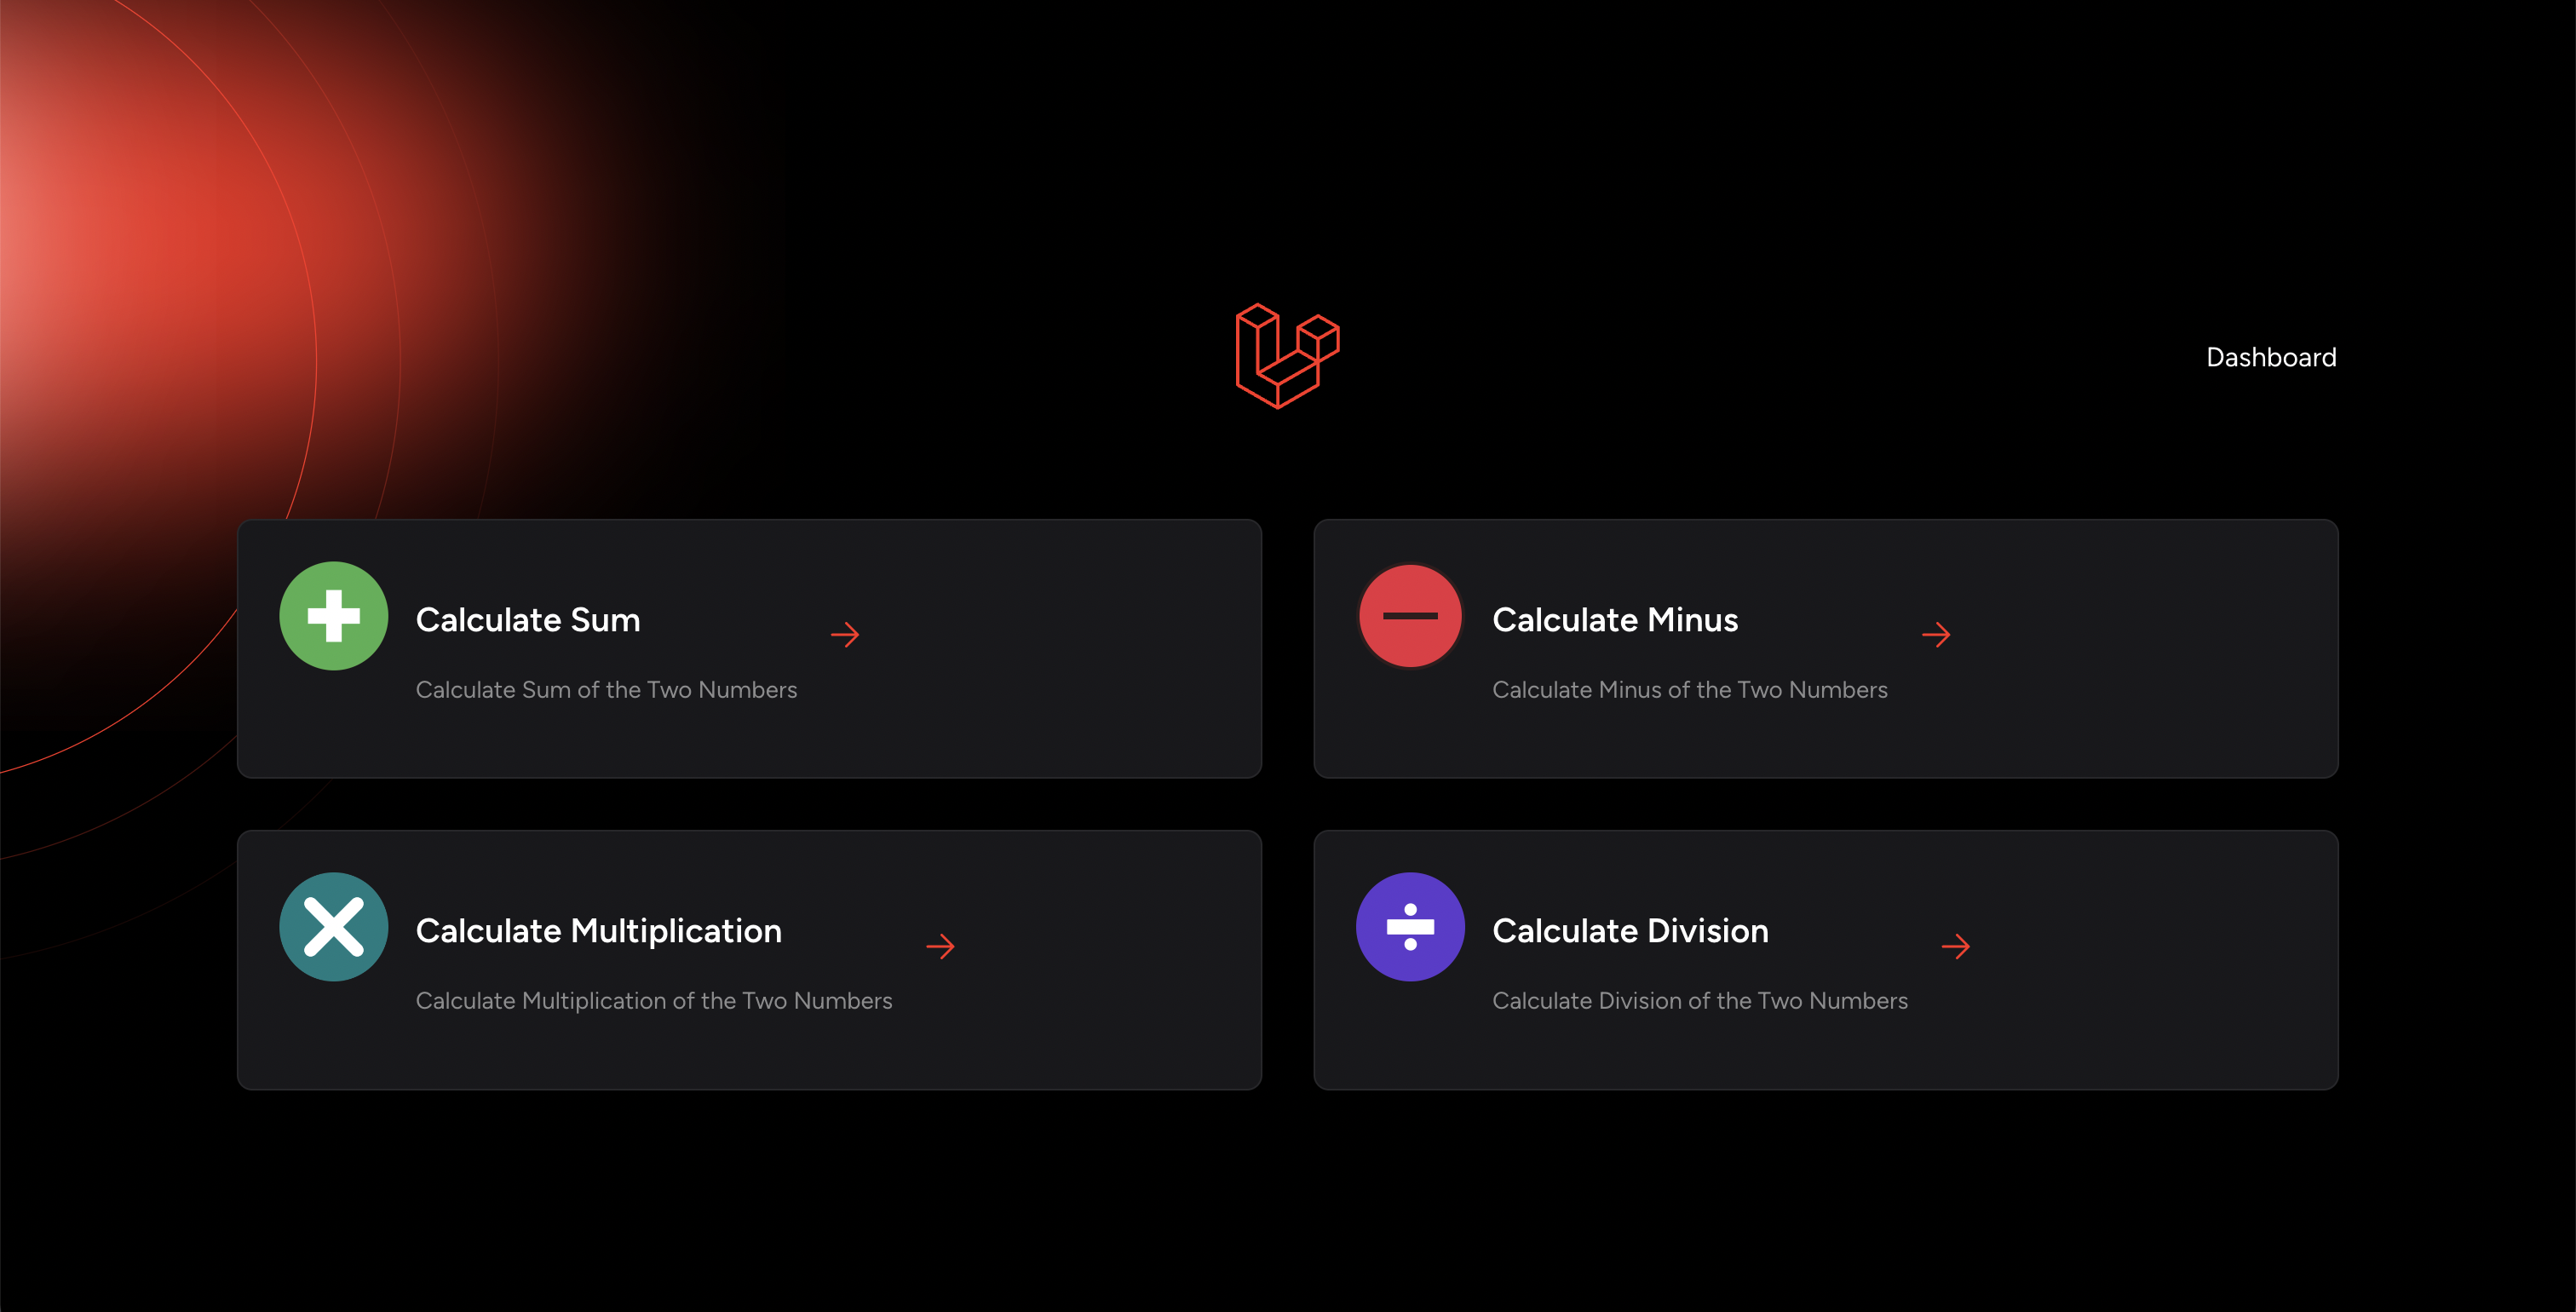 Dashboard
Calculate Sum
Calculate Sum of the Two Numbers
Calculate Minus
Calculate Minus of the Two Numbers
Calculate Multiplication
Calculate Multiplication of the Two Numbers
Calculate Division
Calculate Division of the Two Numbers